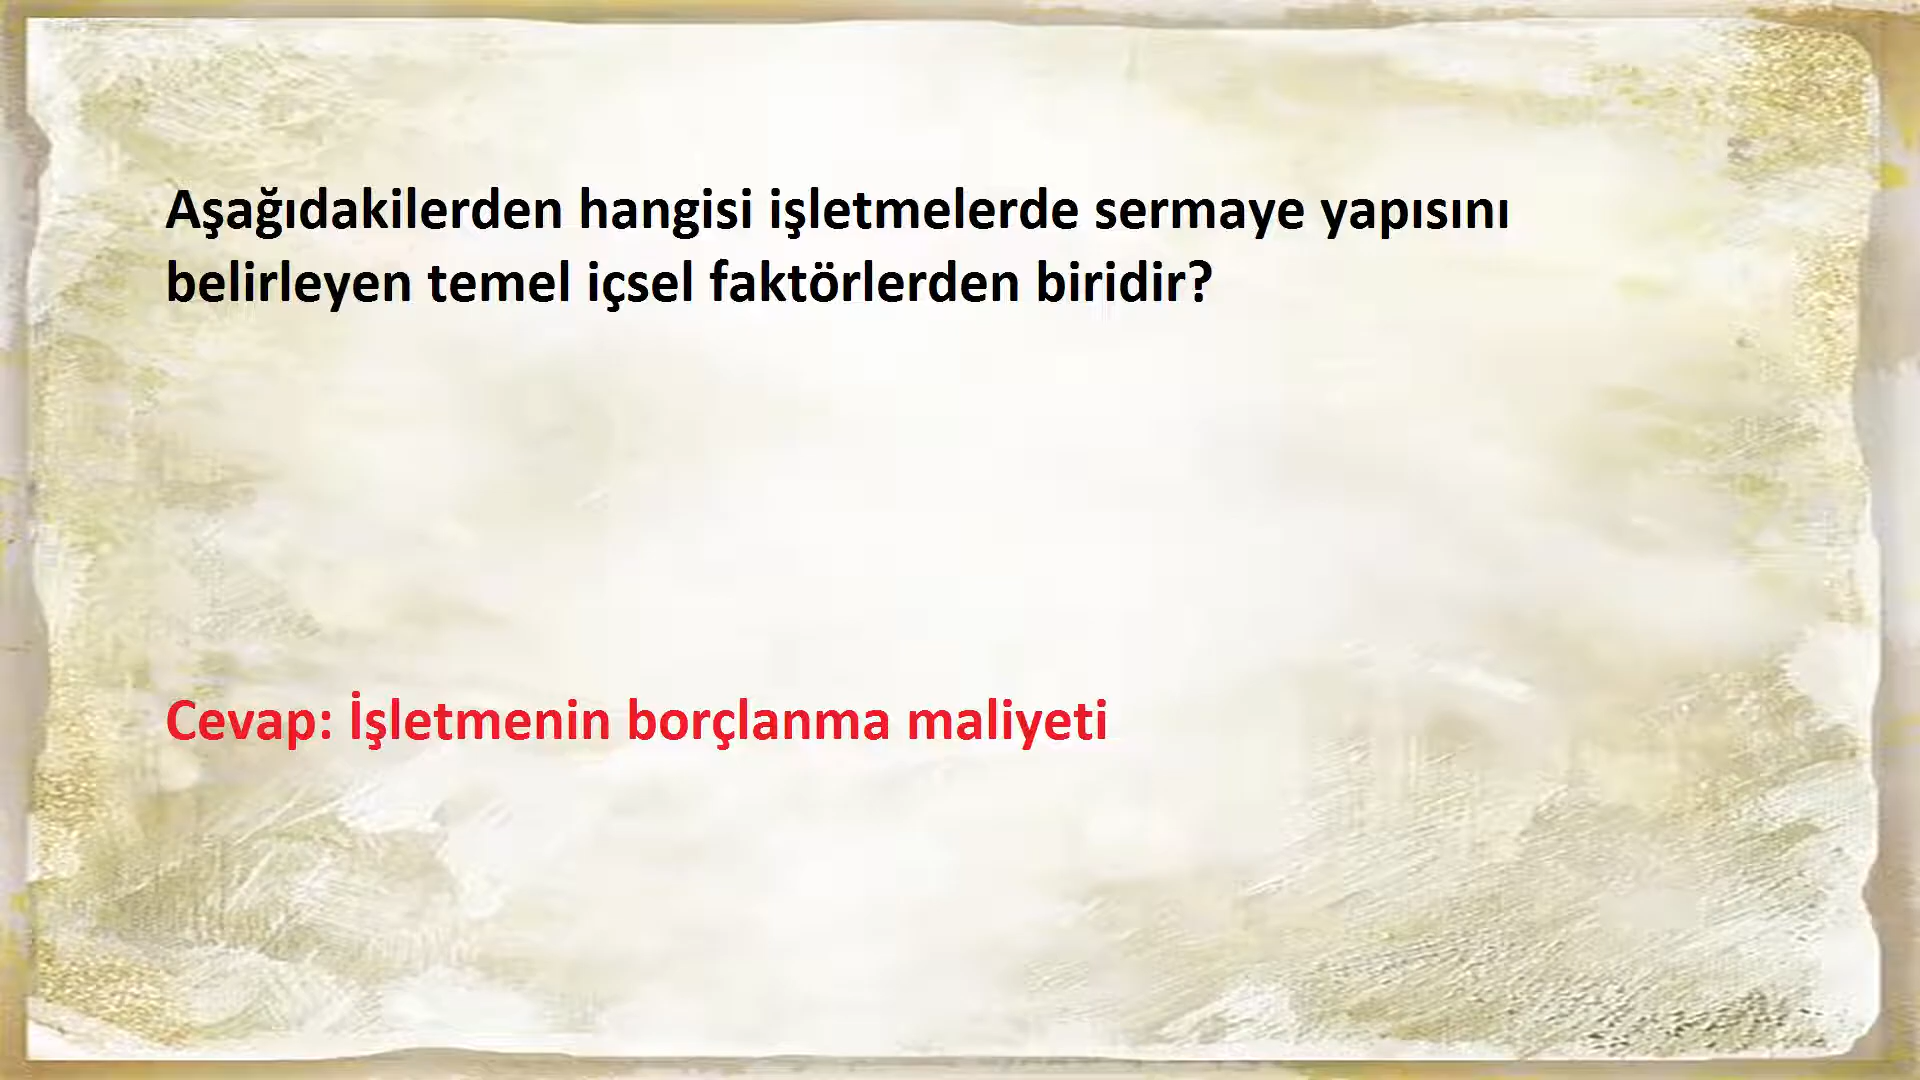 Aşağıdakilerden hangisi işletmelerde sermaye yapısını
belirleyen temel içsel faktörlerden biridir?
Cevap: İşletmenin borçlanma maliyeti